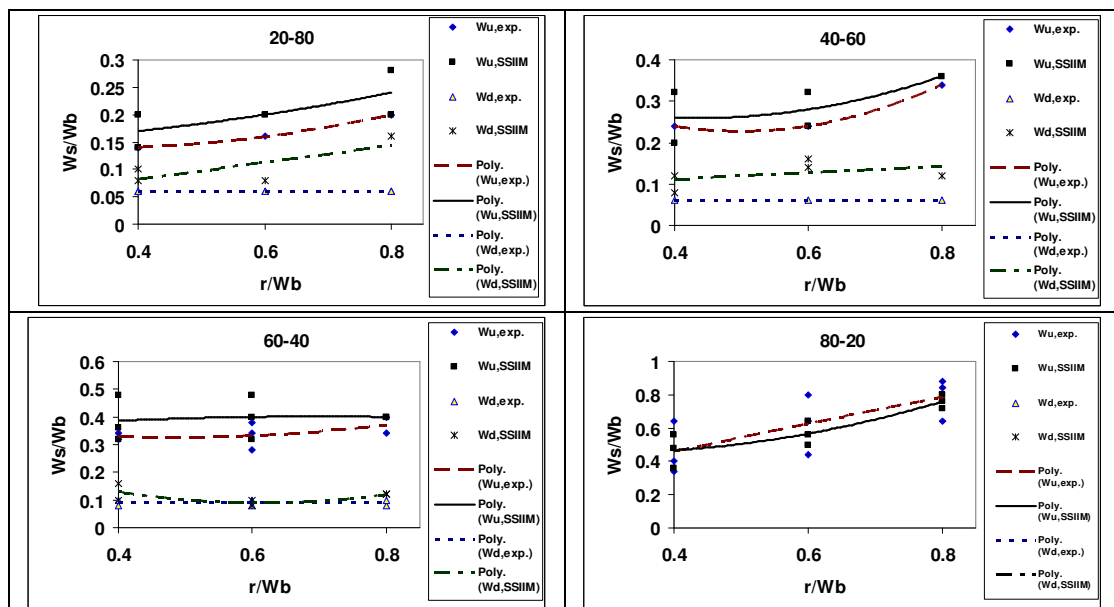 20-80
0.3
0.25
0.2
0.15
0.1
0.05
0
Ws/Wb
0.4
0.6
0.8
r/Wb
Wu,exp.
Wu,SSIIM
Wd,exp.
Wd,SSIIM
Poly.
(Wu,exp.)
Poly.
(Wu,SSIIM)
Poly.
(Wd,exp.)
Poly.
(Wd,SSIIM)
40-60
0.4
0.3
0.2
0.1
0
Ws/Wb
0.4
0.6
0.8
r/Wb
Wu,exp.
Wu,SSIIM
Wd,exp.
Wd,SSIIM
Poly.
(Wu,exp.)
Poly.
(Wu,SSIIM)
Poly.
(Wd,exp.)
Poly.
(Wd,SSIIM)
60-40
0.6
0.5
0.4
0.3
0.2
0.1
0
Ws/Wb
0.4
0.6
0.8
r/Wb
Wu,exp.
Wu,SSIIM
Wd,exp.
Wd,SSIIM
Poly.
(Wu,exp.)
Poly.
(Wu,SSIIM)
Poly.
(Wd,exp.)
Poly.
(Wd,SSIIM)
80-20
1
0.8
0.6
0.4
0.2
0
Ws/Wb
0.4
0.6
0.8
r/Wb
Wu,exp.
Wu,SSIIM
Wd,exp.
Wd,SSIIM
Poly.
(Wu,exp.)
Poly.
(Wu,SSIIM)
Poly.
(Wd,exp.)
Poly.
(Wd,SSIIM)